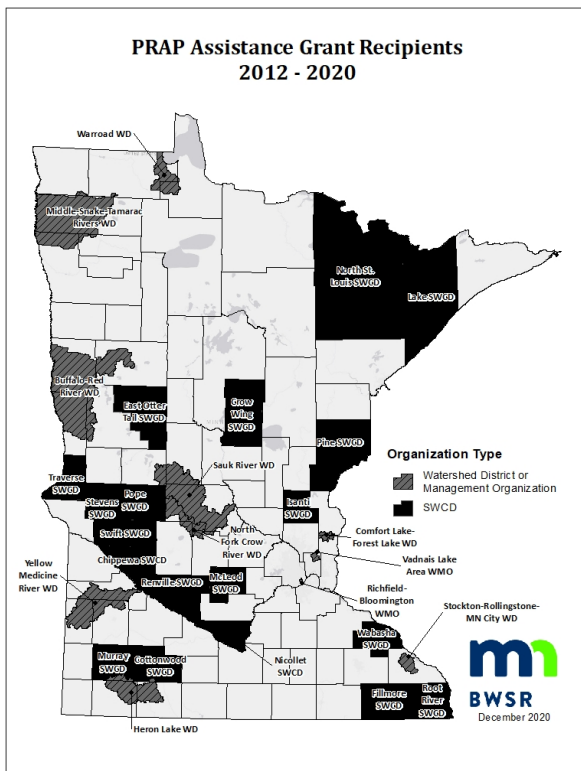 PRAP Assistance Grant Recipients
2012 - 2020
Warroad WD
Middle-Snake-Tamarac
Rivers WD
North St.
Louis SWCD
Lake SWCD
Buffalo-Red
River WD
East Otter
Tail SWCD
Crow
Wing
SWCD
Pine SWCD
Organization Type
Watershed District or
Management Organization
SWCD
Traverse
SWCD
Sauk River WD
Stevens
SWCD
Pope
SWCD
Isanti
SWCD
Swift SWCD
North
Fork Crow
River WD
Comfort Lake-
Forest Lake WD
Chippewa SWCD
Vadnais Lake
Area WMO
Yellow
Medicine
River WD
Renville SWCD
McLeod
SWCD
Richfield-
Bloomington
WMO
Stockton-Rollingstone-
MN City WD
Wabasha
SWCD
Murray
SWCD
Cottonwood
SWCD
Nicollet
SWCD
Fillmore
SWCD
Root
River
SWCD
Heron Lake WD
mn
BWSR
December 2020